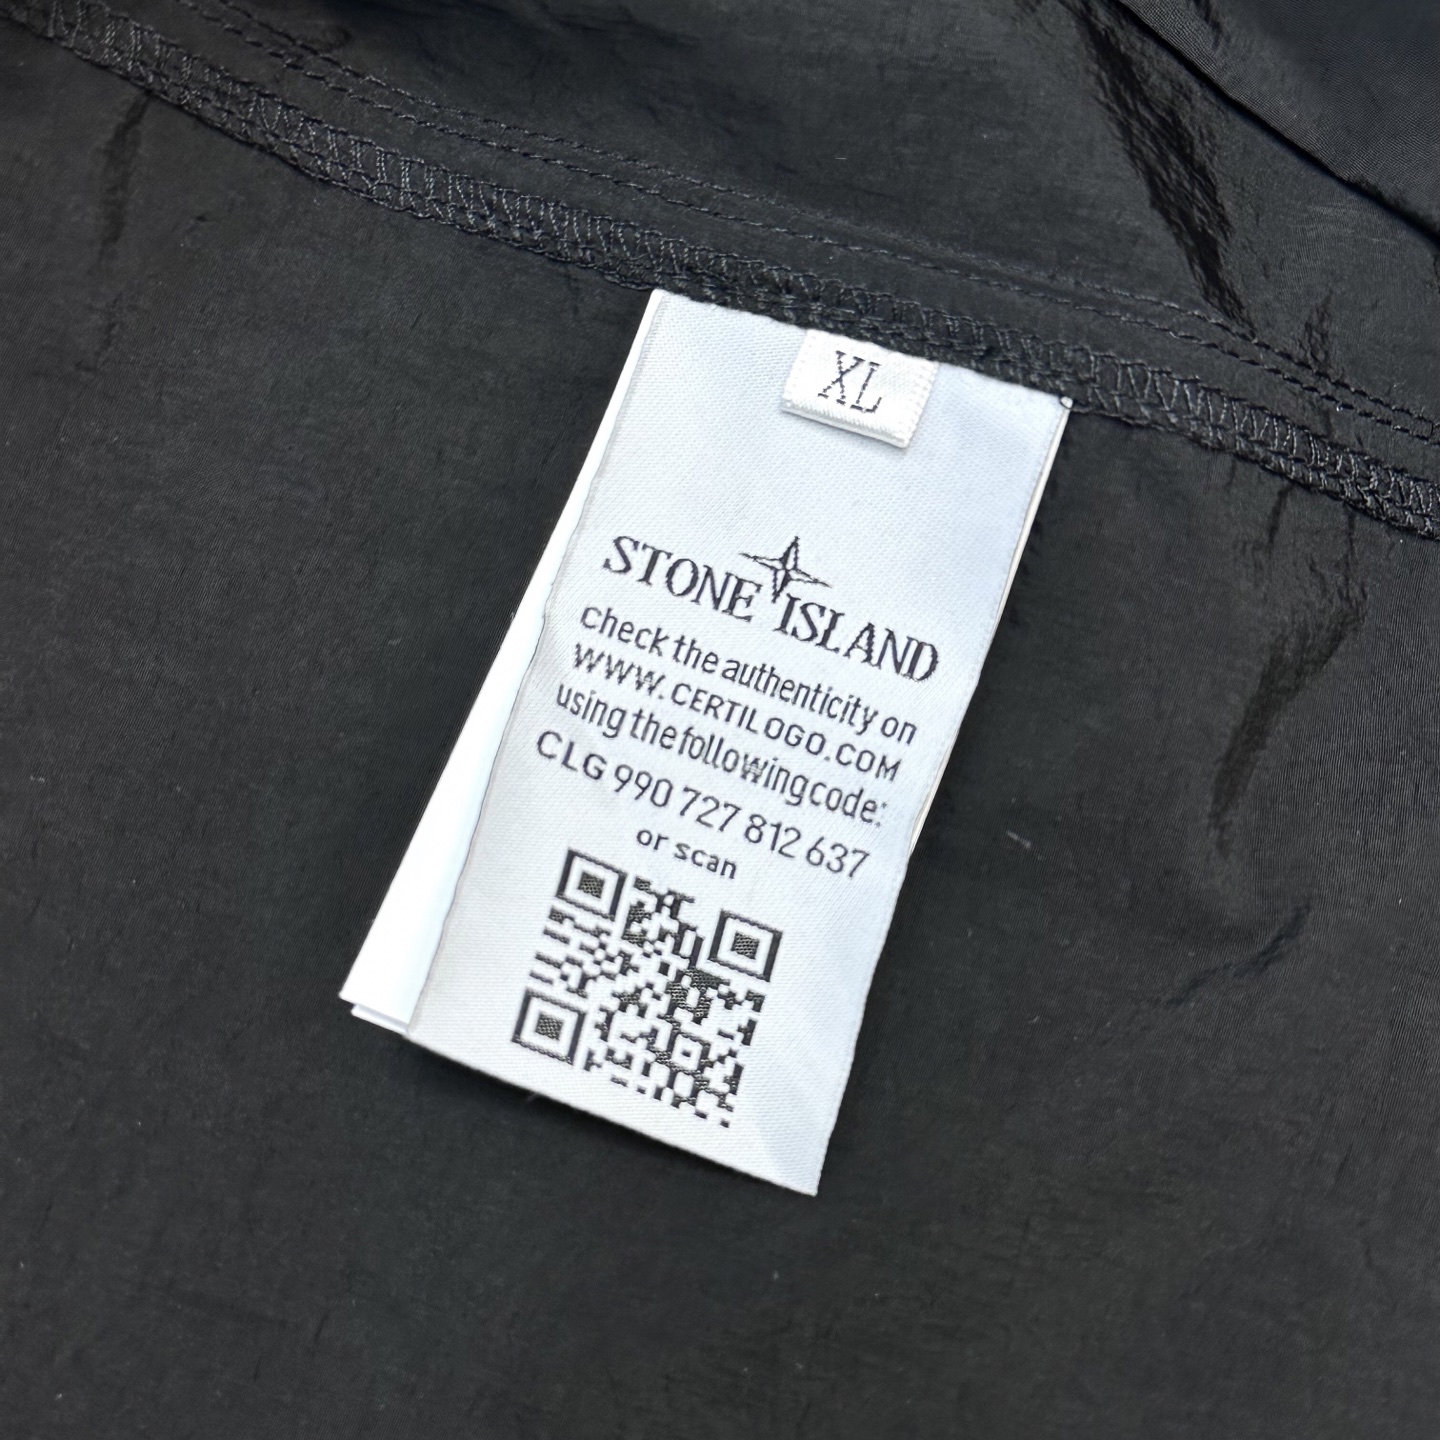 XL
STONE ISLAND
check the authenticity on
WWW.CERTILOGO.COM
using the following code:
CLG 990 727 812 637
or scan